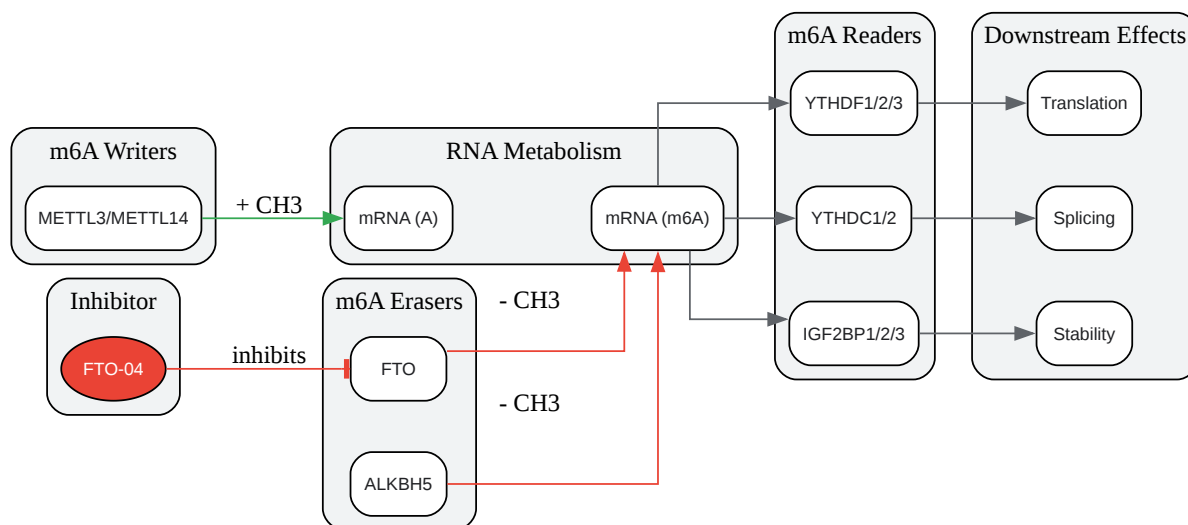 m6A Readers
Downstream Effects
YTHDF1/2/3
Translation
m6A Writers
RNA Metabolism
METTL3/METTL14
+ CH3
mRNA (A)
mRNA (m6A)
YTHDC1/2
Splicing
Inhibitor
m6A Erasers
- CH3
IGF2BP1/2/3
Stability
FTO-04
inhibits
FTO
- CH3
ALKBH5